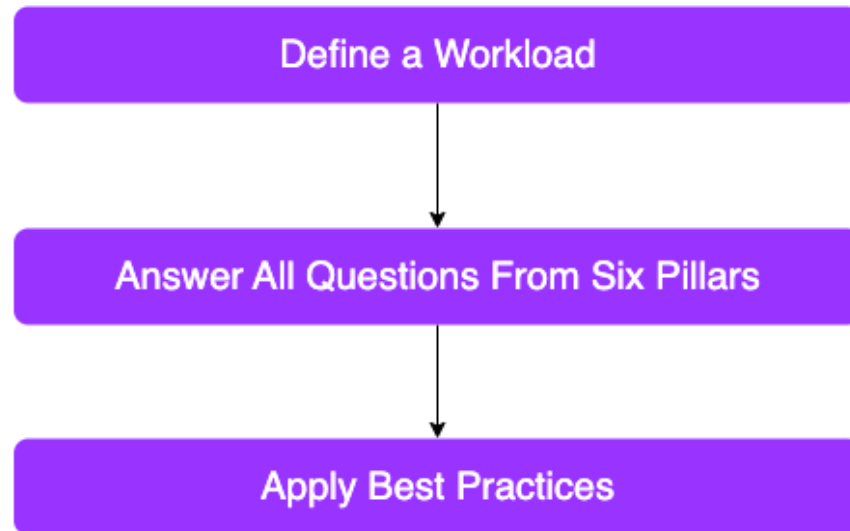 Define a Workload
Answer All Questions From Six Pillars
Apply Best Practices